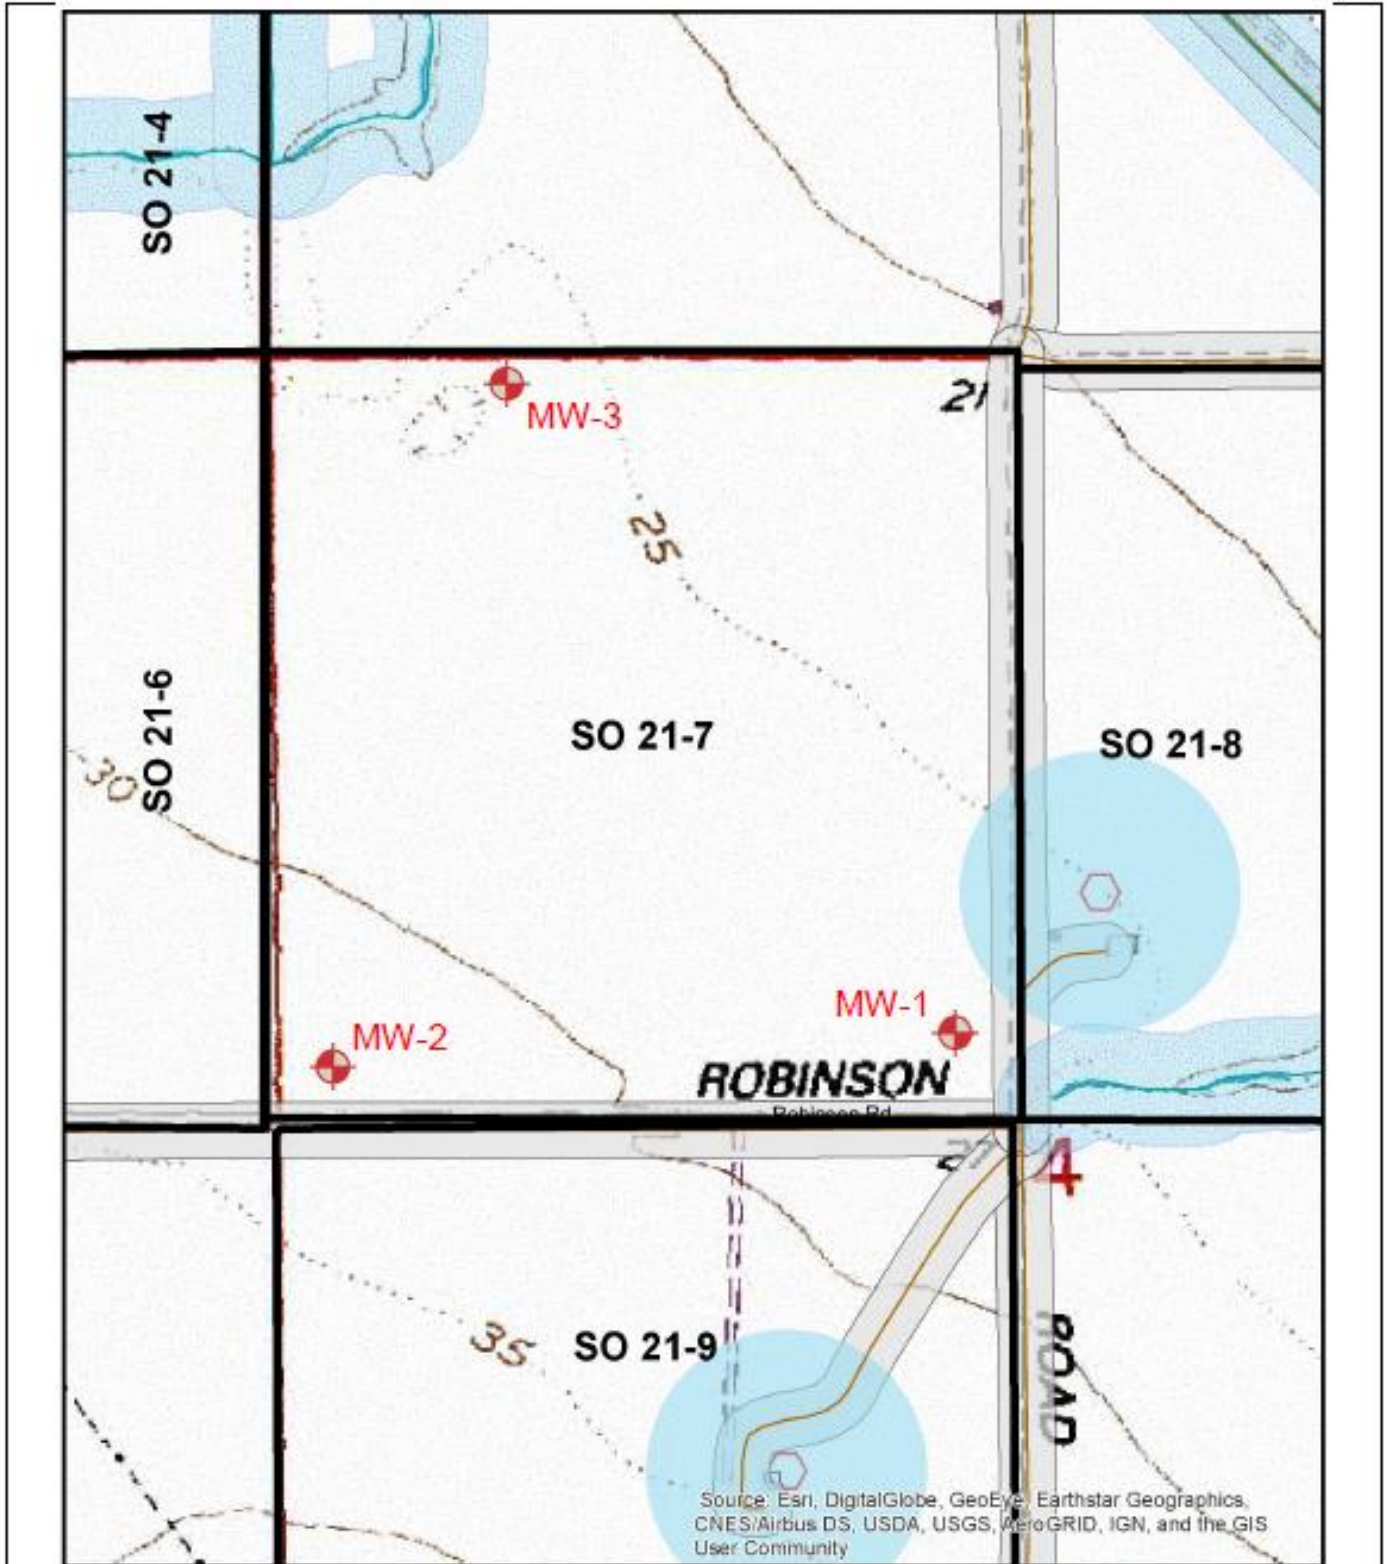 SO 21-4
21
MW-3
25
SO 21-7
SO 21-8
SO 21-6
30
MW-1
MW-2
ROBINSON
Robinson Rd
4
35
SO 21-9
ROAD
Source: Esri, DigitalGlobe, GeoEye, Earthstar Geographics,
CNES/Airbus DS, USDA, USGS, AeroGRID, IGN, and the GIS
User Community